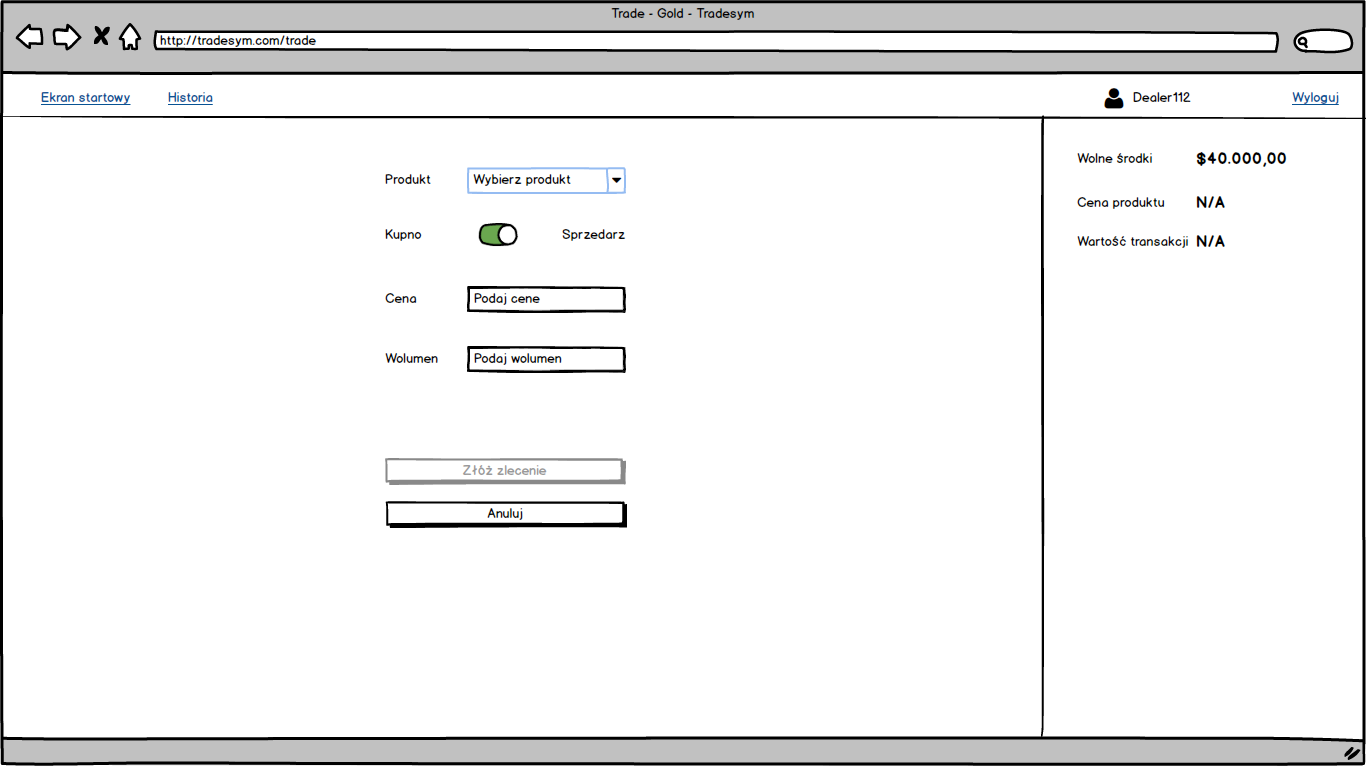 Trade - Gold - Tradesym
http://tradesym.com/trade
Ekran startowy Historia Dealer112 Wyloguj
Produkt Wybierz produkt
Kupno Sprzedarz
Cena Podaj cene
Wolumen Podaj wolumen
Złóż zlecenie
Anuluj
Wolne środki $40.000,00
Cena produktu N/A
Wartość transakcji N/A